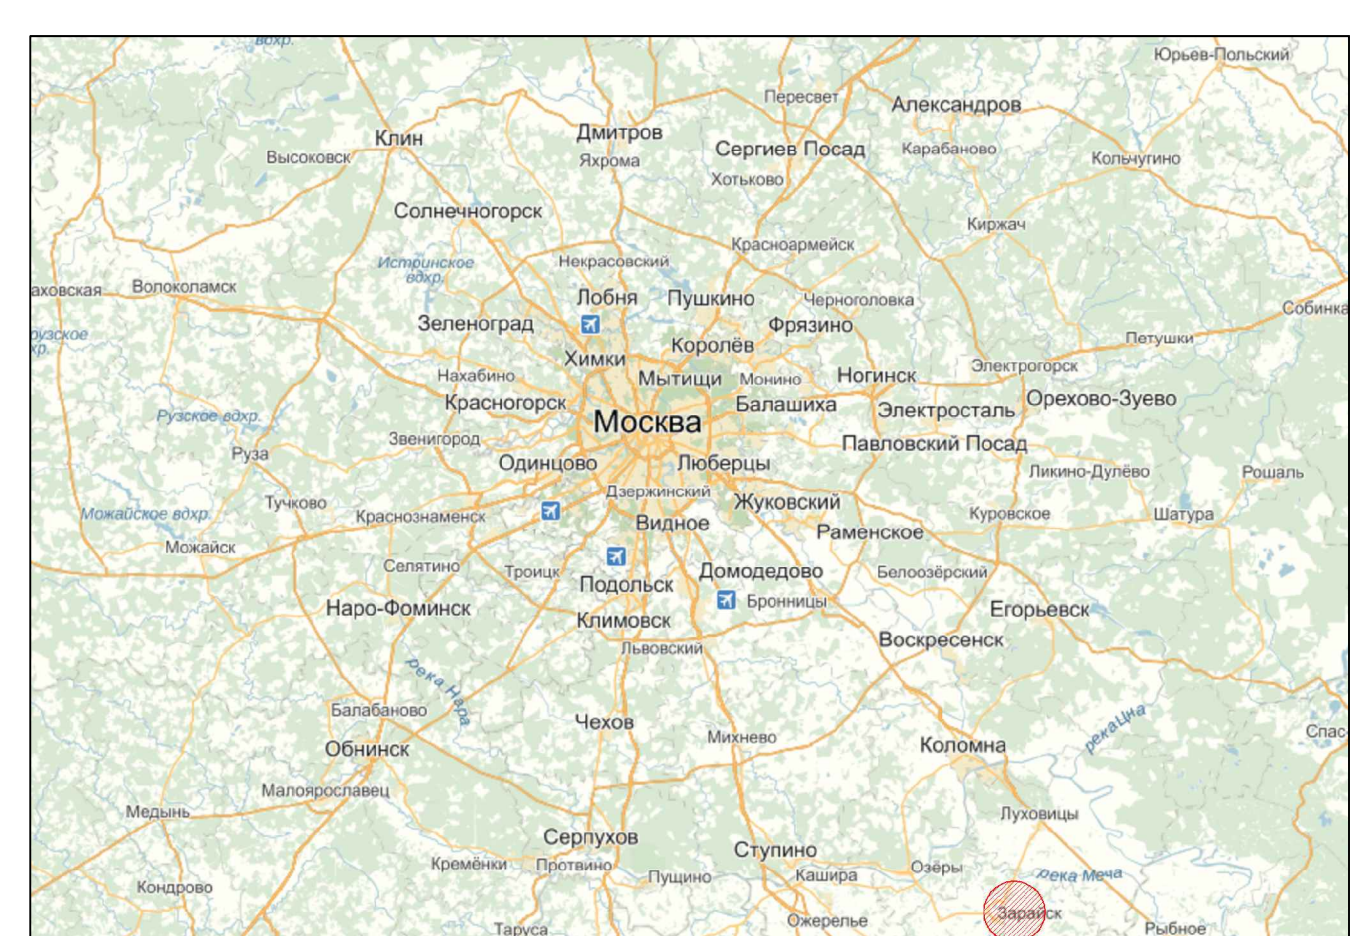 вдхр.
Юрьев-Польский
Пересвет
Александров
Клин
Дмитров
Высоковск
Яхрома
Сергиев Посад
Карабаново
Кольчугино
Хотьково
Солнечногорск
Киржач
Красноармейск
Истринское
вдхр.
Некрасовский
аховская
Волоколамск
Лобня
Пушкино
Черноголовка
Собинка
Зеленоград
Фрязино
рузское
хр.
Петушки
Королёв
Химки
Электрогорск
Нахабино
Мытищи
Монино
Ногинск
Красногорск
Балашиха
Электросталь
Орехово-Зуево
Рузское вдхр.
Москва
Звенигород
Павловский Посад
Руза
Одинцово
Люберцы
Ликино-Дулёво
Рошаль
Дзержинский
Тучково
Жуковский
Можайское вдхр.
Краснознаменск
Видное
Куровское
Шатура
Раменское
Можайск
Селятино
Троицк
Подольск
Домодедово
Белоозёрский
Наро-Фоминск
Бронницы
Егорьевск
Климовск
Львовский
Воскресенск
река Нара
Балабаново
Чехов
Михнево
рекаЦна
Спас-
Обнинск
Коломна
Малоярославец
Медынь
Луховицы
Серпухов
Ступино
Кремёнки
Протвино
Пущино
Кашира
Озёры
река Меча
Кондрово
Зарайск
Ожерелье
Таруса
Рыбное